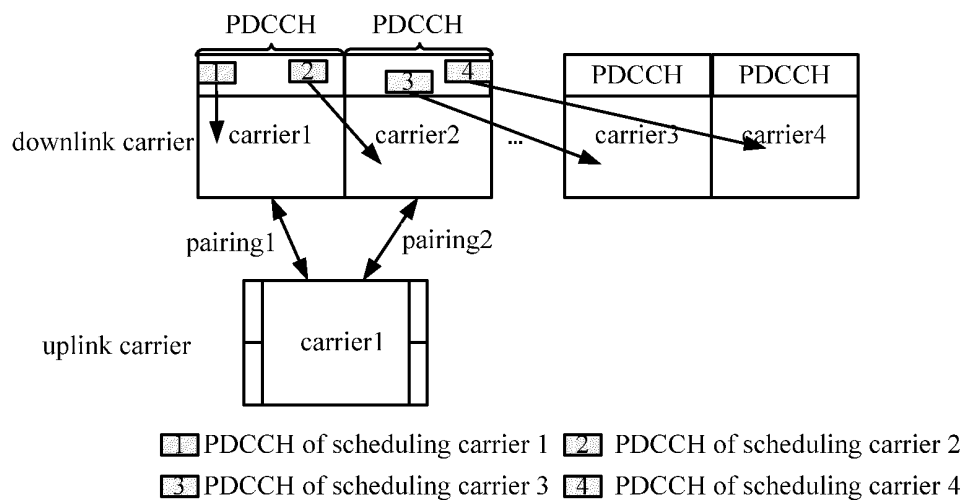 PDCCH PDCCH
1 2 3 4 PDCCH PDCCH
downlink carrier carrier1 carrier2 ... carrier3 carrier4
pairing1 pairing2
uplink carrier carrier1
1 PDCCH of scheduling carrier 1 2 PDCCH of scheduling carrier 2
3 PDCCH of scheduling carrier 3 4 PDCCH of scheduling carrier 4